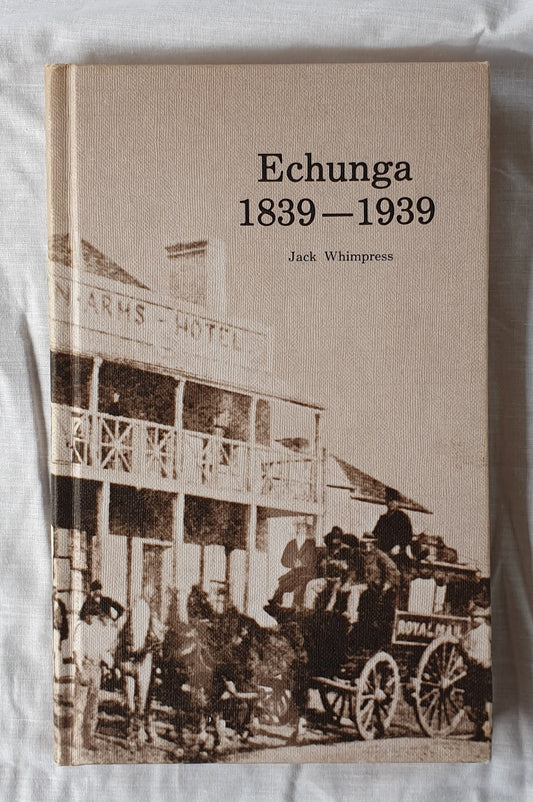 Echunga
1839—1939
Jack Whimpress
N·ARMS - HOTEL
ROYAL MAIL